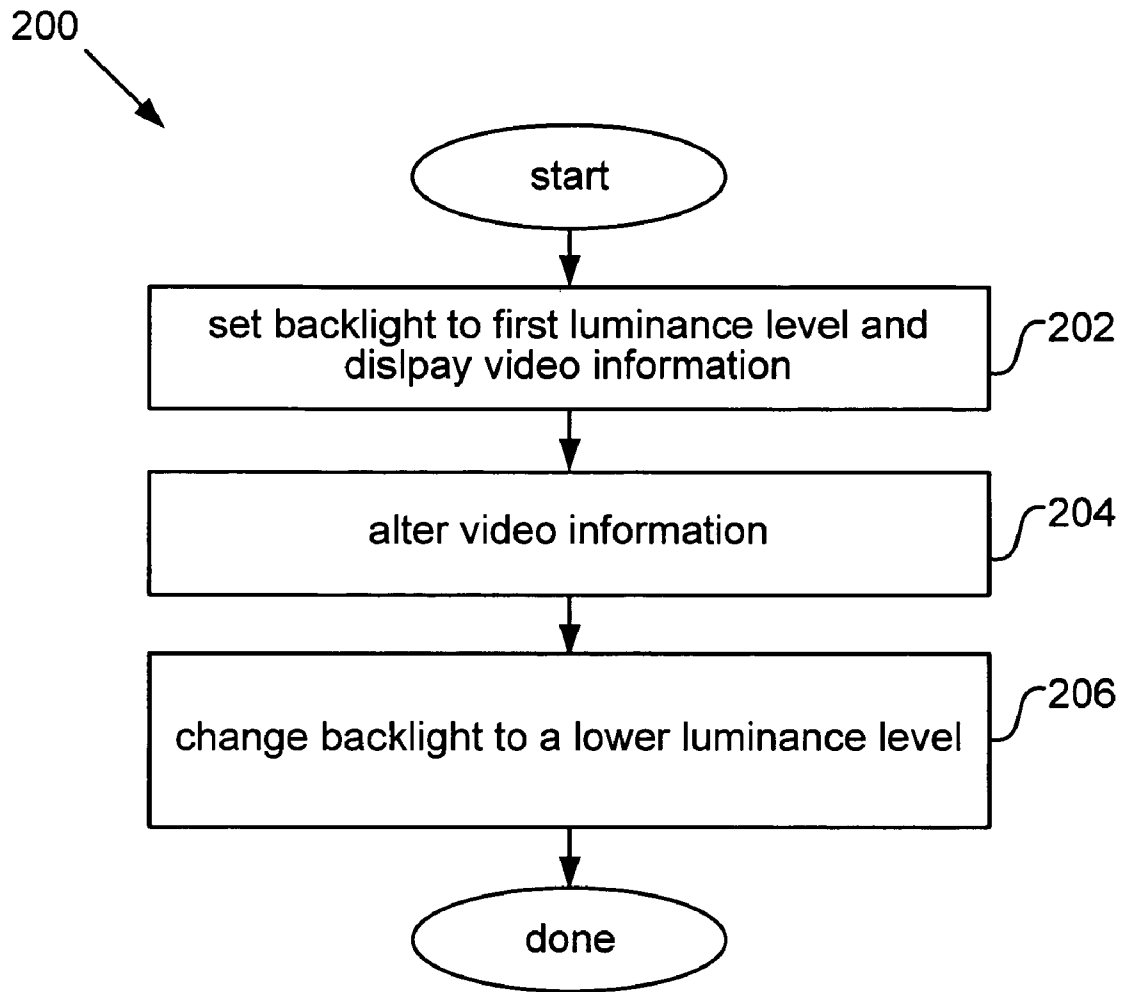 200
start
set backlight to first luminance level and
dislpay video information
202
alter video information
204
change backlight to a lower luminance level
206
done